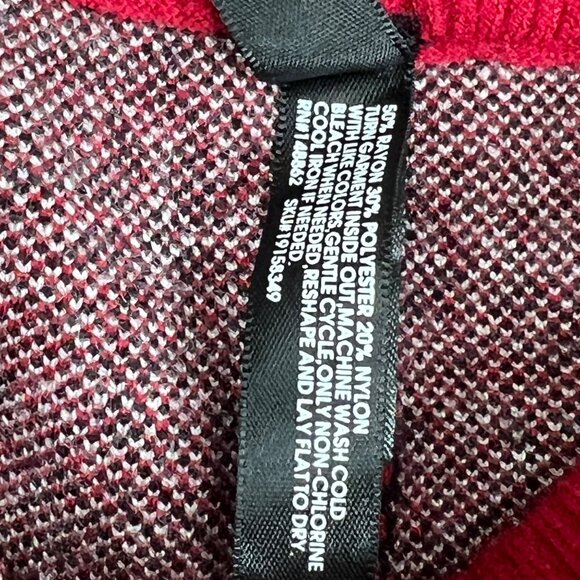 50% RAYON 30% POLYESTER 20% NYLON
TURN GARMENT INSIDE OUT,MACHINE WASH COLD
WITH LIKE COLORS, GENTLE CYCLE, ONLY NON-CHLORINE
BLEACH WHEN NEEDED, RESHAPE AND LAY FLAT TO DRY.
COOL IRON IF NEEDED.
RN# 148662 SKU#19158349